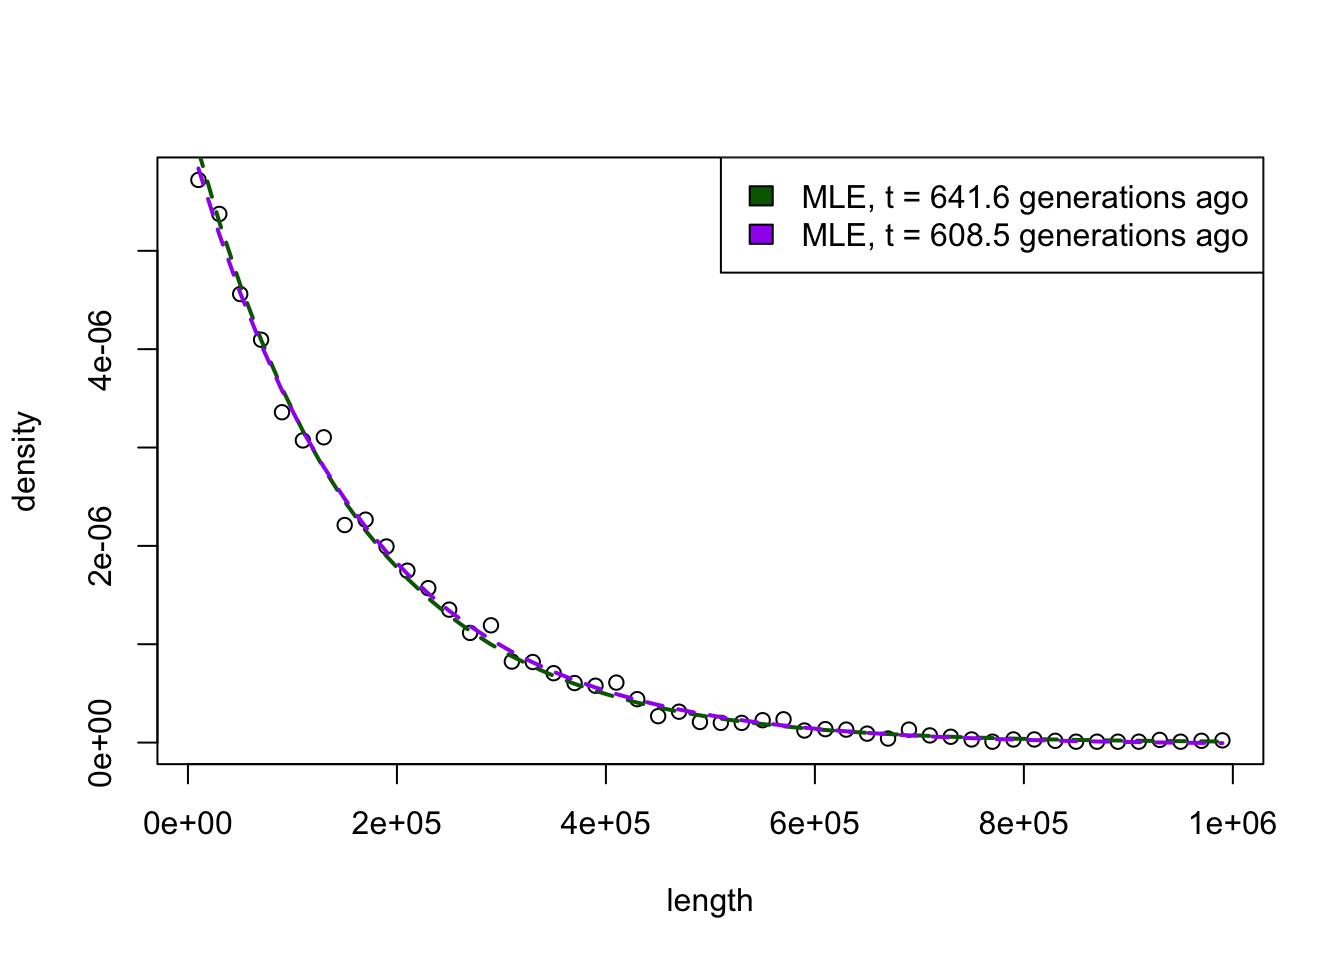 MLE, t = 641.6 generations ago
MLE, t = 608.5 generations ago
density
4e-06
2e-06
0e+00
0e+00 2e+05 4e+05 6e+05 8e+05 1e+06
length